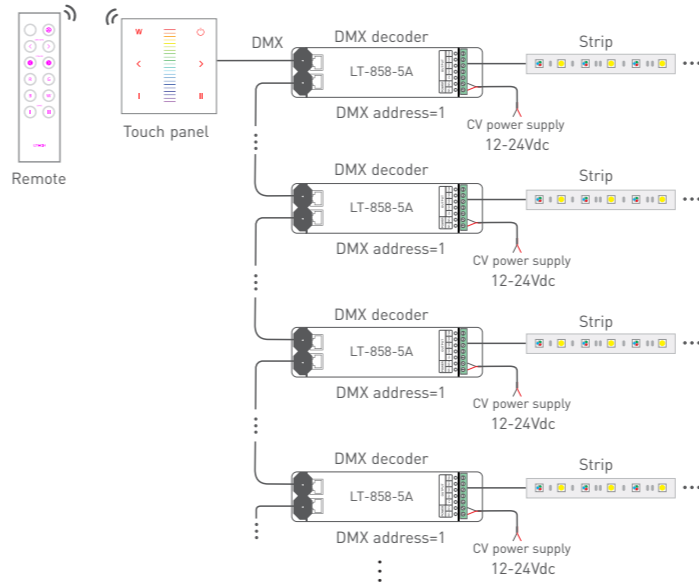 W
I
B
Remote
Touch panel
DMX
DMX decoder
LT-858-5A
DMX address=1
Strip
CV power supply
12-24Vdc
DMX decoder
LT-858-5A
DMX address=1
Strip
CV power supply
12-24Vdc
DMX decoder
LT-858-5A
DMX address=1
Strip
CV power supply
12-24Vdc
DMX decoder
LT-858-5A
DMX address=1
Strip
CV power supply
12-24Vdc